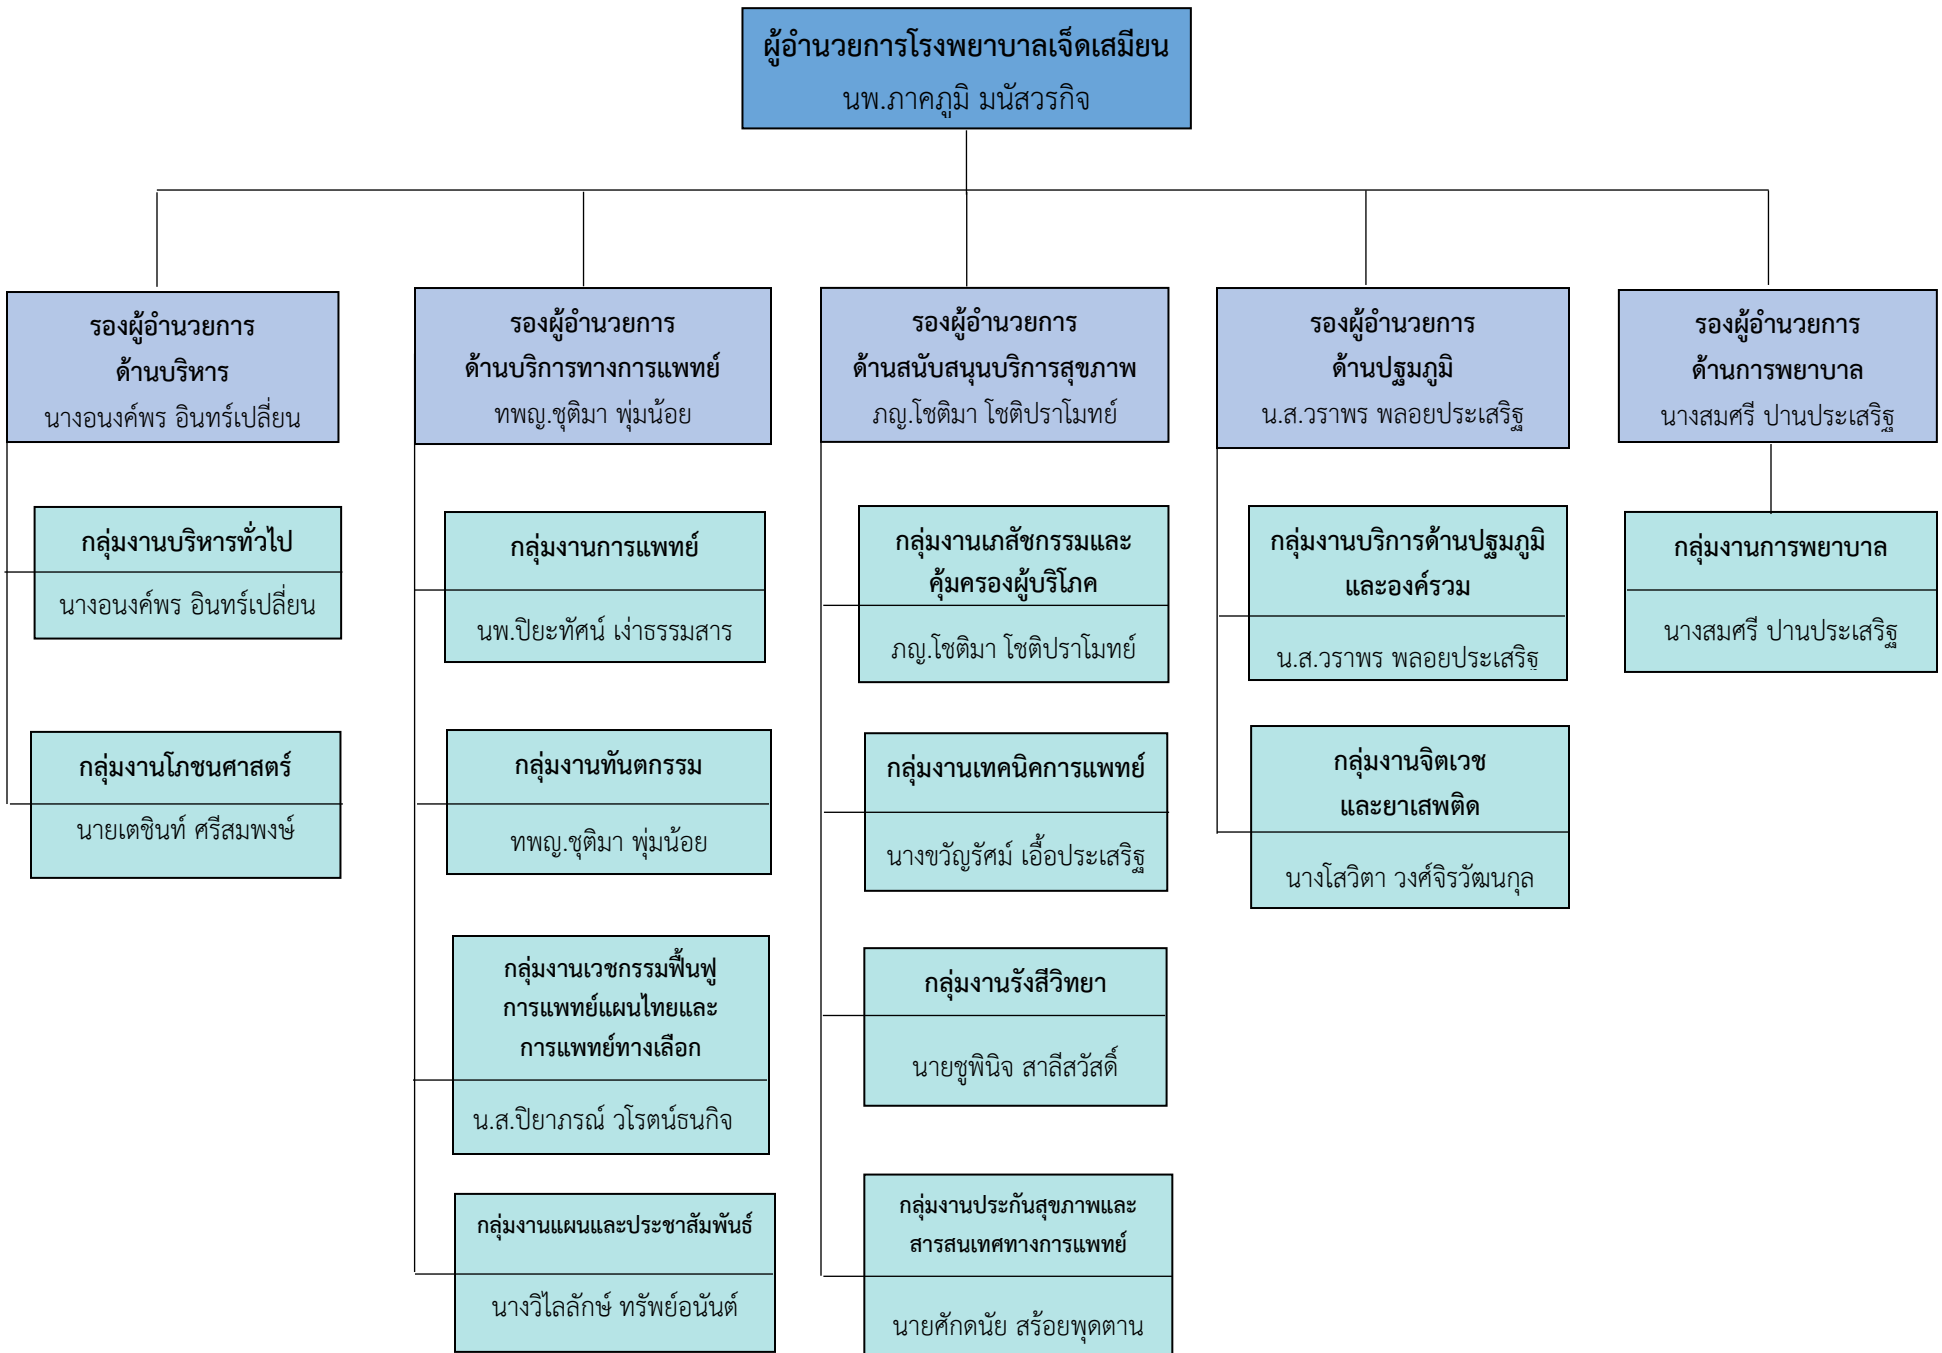 ผู้อำนวยการโรงพยาบาลเจ็ดเสมียน
นพ.ภาคภูมิ มนัสวรกิจ
รองผู้อำนวยการ
ด้านบริหาร
นางอนงค์พร อินทร์เปลี่ยน
กลุ่มงานบริหารทั่วไป
นางอนงค์พร อินทร์เปลี่ยน
กลุ่มงานโภชนศาสตร์
นายเตชินท์ ศรีสมพงษ์
รองผู้อำนวยการ
ด้านบริการทางการแพทย์
ทพญ.ชุติมา พุ่มน้อย
กลุ่มงานการแพทย์
นพ.ปิยะทัศน์ เง่าธรรมสาร
กลุ่มงานทันตกรรม
ทพญ.ชุติมา พุ่มน้อย
กลุ่มงานเวชกรรมฟื้นฟู
การแพทย์แผนไทยและ
การแพทย์ทางเลือก
น.ส.ปิยาภรณ์ วโรตน์ธนกิจ
กลุ่มงานแผนและประชาสัมพันธ์
นางวิไลลักษ์ ทรัพย์อนันต์
รองผู้อำนวยการ
ด้านสนับสนุนบริการสุขภาพ
ภญ.โชติมา โชติปราโมทย์
กลุ่มงานเภสัชกรรมและ
คุ้มครองผู้บริโภค
ภญ.โชติมา โชติปราโมทย์
กลุ่มงานเทคนิคการแพทย์
นางขวัญรัศม์ เอื้อประเสริฐ
กลุ่มงานรังสีวิทยา
นายชูพินิจ สาลีสวัสดิ์
กลุ่มงานประกันสุขภาพและ
สารสนเทศทางการแพทย์
นายศักดนัย สร้อยพุดตาน
รองผู้อำนวยการ
ด้านปฐมภูมิ
น.ส.วราพร พลอยประเสริฐ
กลุ่มงานบริการด้านปฐมภูมิ
และองค์รวม
น.ส.วราพร พลอยประเสริฐ
กลุ่มงานจิตเวช
และยาเสพติด
นางโสวิตา วงศ์จิรวัฒนกุล
รองผู้อำนวยการ
ด้านการพยาบาล
นางสมศรี ปานประเสริฐ
กลุ่มงานการพยาบาล
นางสมศรี ปานประเสริฐ